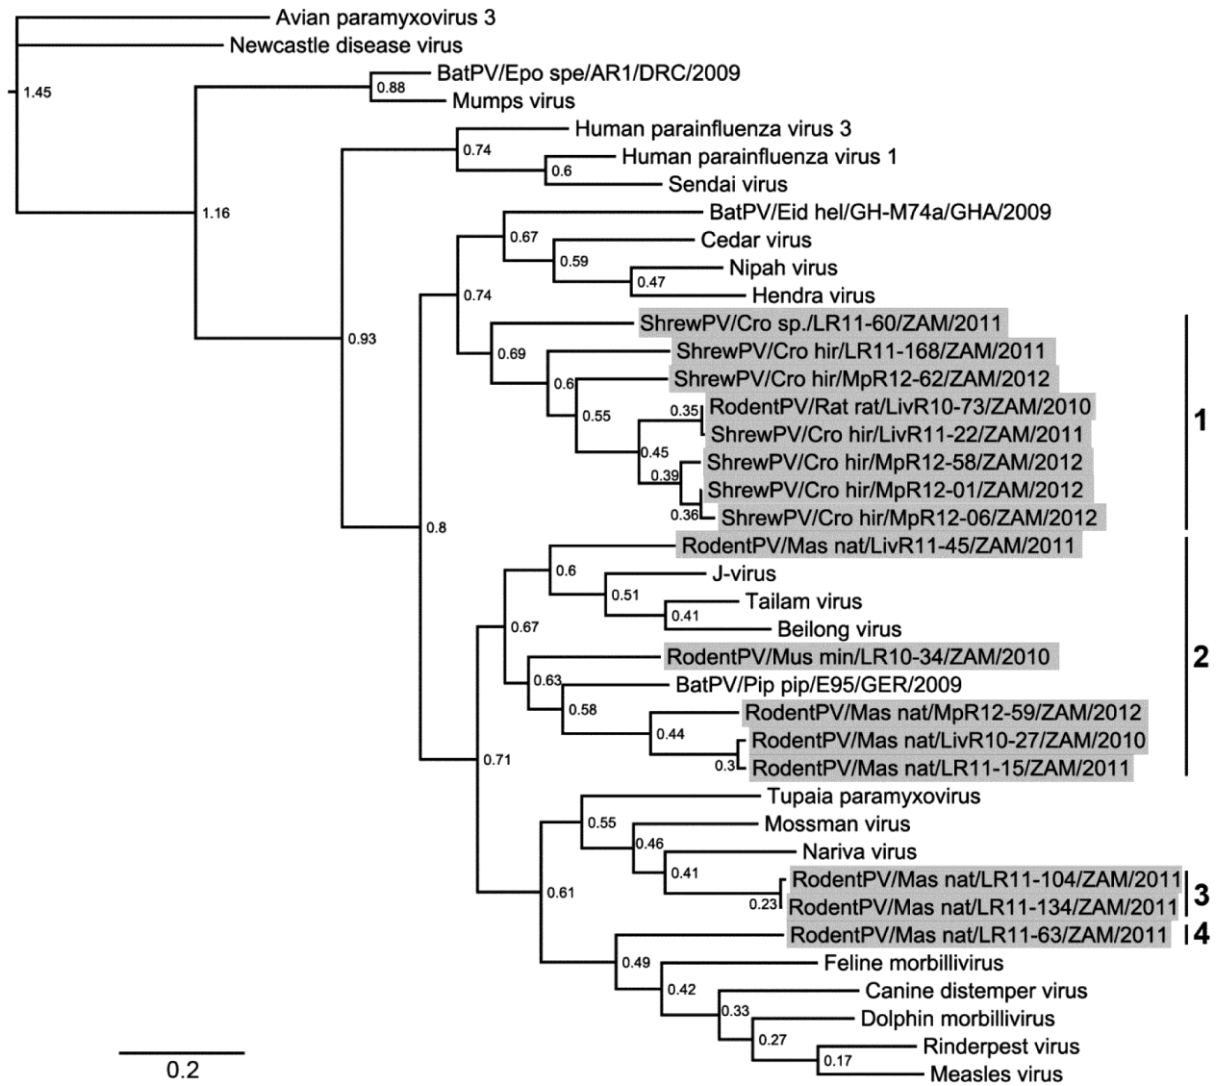 Avian paramyxovirus 3
Newcastle disease virus
1.45
BatPV/Epo spe/AR1/DRC/2009
0.88
Mumps virus
Human parainfluenza virus 3
0.74
Human parainfluenza virus 1
0.6
Sendai virus
1.16
BatPV/Eid hel/GH-M74a/GHA/2009
0.67
Cedar virus
0.59
Nipah virus
0.47
Hendra virus
0.74
ShrewPV/Cro sp./LR11-60/ZAM/2011
0.93
0.69
ShrewPV/Cro hir/LR11-168/ZAM/2011
0.6
ShrewPV/Cro hir/MpR12-62/ZAM/2012
0.55
RodentPV/Rat rat/LivR10-73/ZAM/2010
0.35
1
ShrewPV/Cro hir/LivR11-22/ZAM/2011
0.45
ShrewPV/Cro hir/MpR12-58/ZAM/2012
0.39
ShrewPV/Cro hir/MpR12-01/ZAM/2012
0.36
ShrewPV/Cro hir/MpR12-06/ZAM/2012
0.8
RodentPV/Mas nat/LivR11-45/ZAM/2011
0.6
J-virus
0.51
Tailam virus
0.41
Beilong virus
0.67
RodentPV/Mus min/LR10-34/ZAM/2010
2
0.63
BatPV/Pip pip/E95/GER/2009
0.58
RodentPV/Mas nat/MpR12-59/ZAM/2012
0.44
RodentPV/Mas nat/LivR10-27/ZAM/2010
0.3
RodentPV/Mas nat/LR11-15/ZAM/2011
0.71
Tupaia paramyxovirus
0.55
Mossman virus
0.46
Nariva virus
0.41
RodentPV/Mas nat/LR11-104/ZAM/2011
3
0.23
RodentPV/Mas nat/LR11-134/ZAM/2011
0.61
RodentPV/Mas nat/LR11-63/ZAM/2011
4
0.49
Feline morbillivirus
0.42
Canine distemper virus
0.33
Dolphin morbillivirus
0.27
Rinderpest virus
0.17
Measles virus
0.2